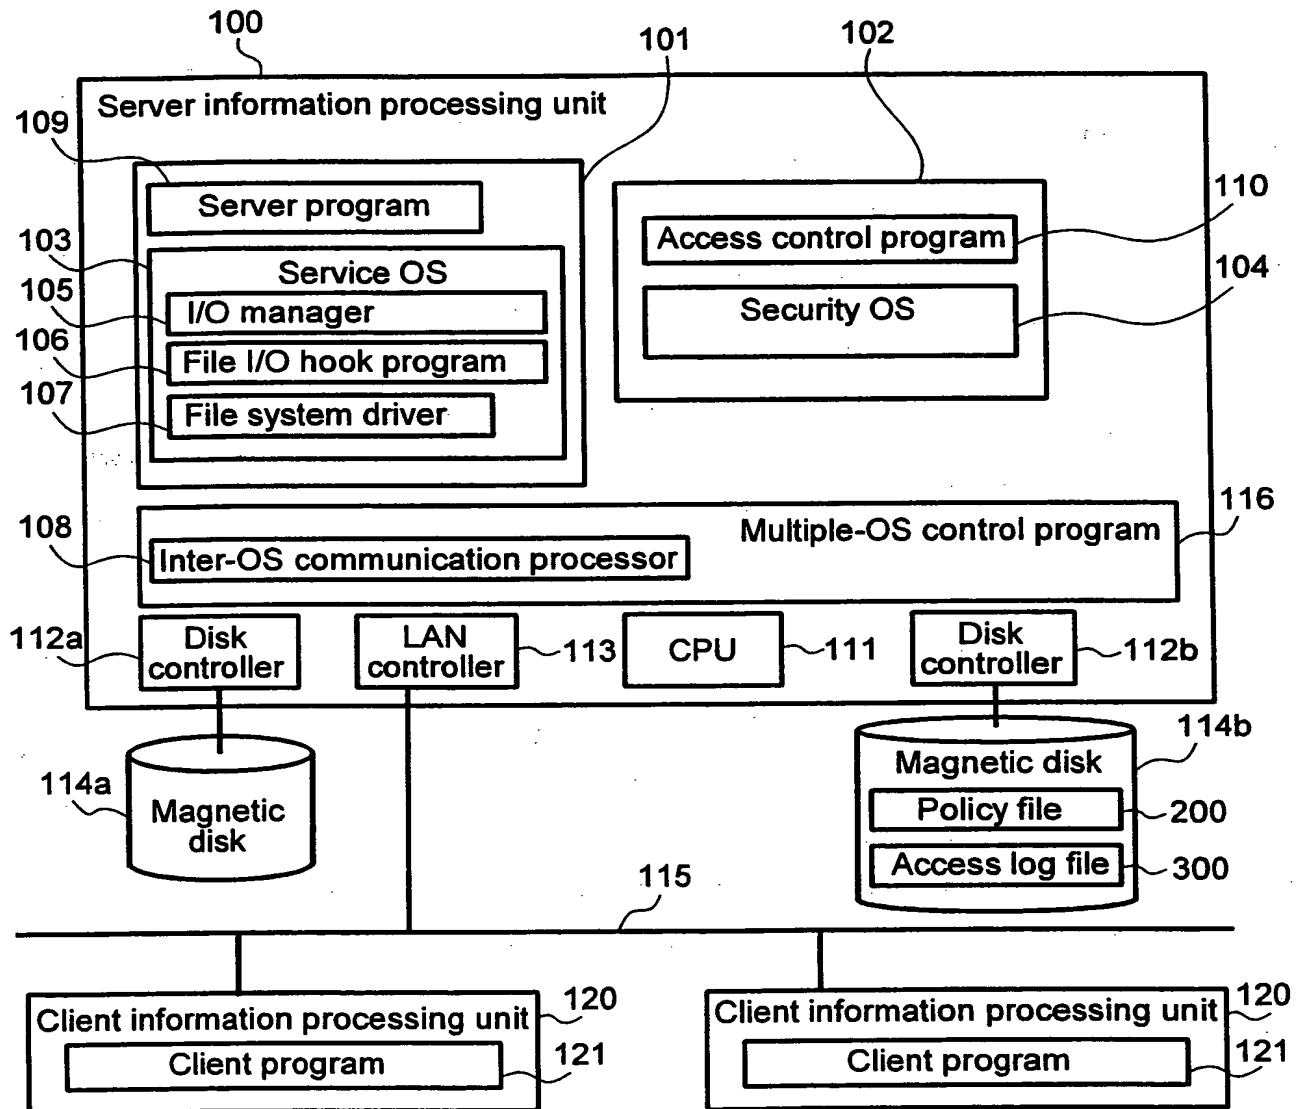 100
101
102
Server information processing unit
109
Server program
110
Access control program
103
Service OS
104
105
I/O manager
Security OS
106
File I/O hook program
107
File system driver
116
108
Multiple-OS control program
Inter-OS communication processor
112a
Disk
controller
LAN
controller
113
CPU
111
Disk
controller
112b
114a
Magnetic
disk
114b
Magnetic disk
Policy file
200
Access log file
300
115
Client information processing unit
120
Client program
121
Client information processing unit
120
Client program
121